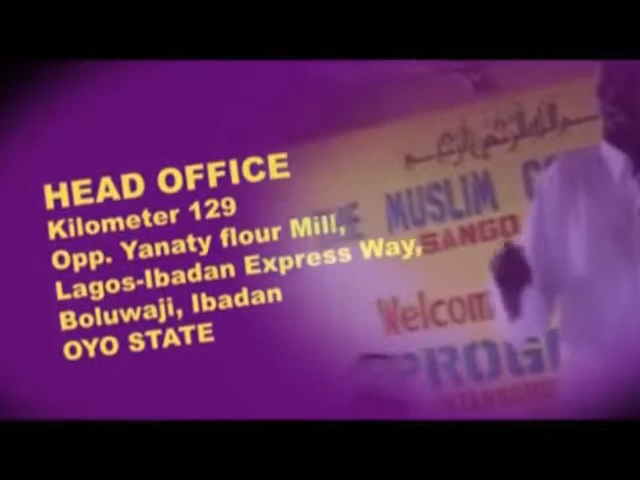 HEAD OFFICE
Kilometer 129
Opp. Yanaty flour Mill,
Lagos-Ibadan Express Way,
Boluwaji, Ibadan
OYO STATE
MUSLIM
SANGO
Welcom